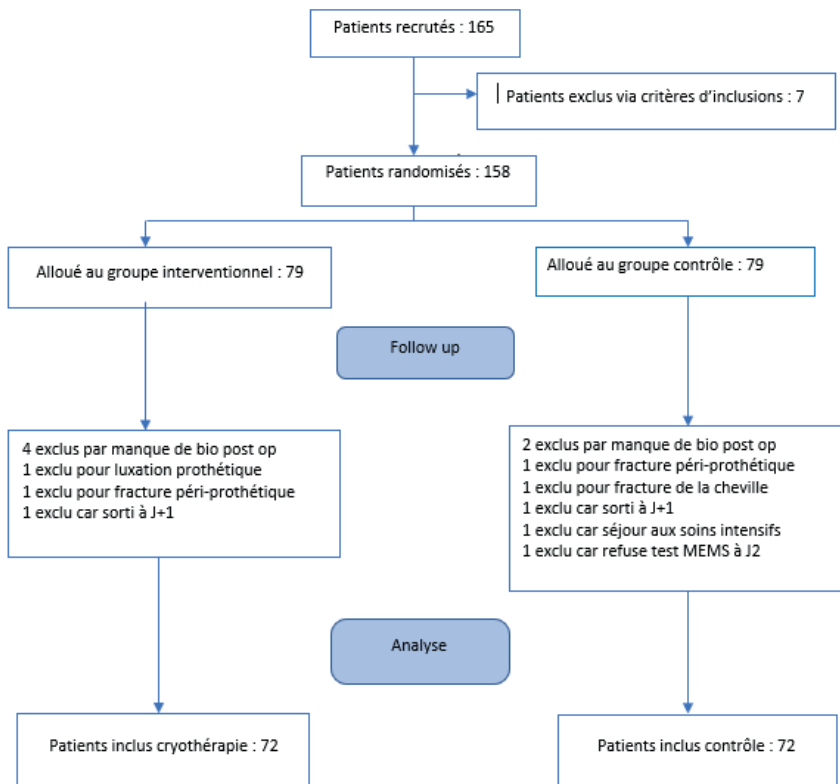 Patients recrutés : 165
Patients exclus via critères d'inclusions : 7
Patients randomisés : 158
Alloué au groupe interventionnel : 79
Alloué au groupe contrôle : 79
Follow up
4 exclus par manque de bio post op
1 exclu pour luxation prothétique
1 exclu pour fracture péri-prothétique
1 exclu car sorti à J+1
2 exclus par manque de bio post op
1 exclu pour fracture péri-prothétique
1 exclu pour fracture de la cheville
1 exclu car sorti à J+1
1 exclu car séjour aux soins intensifs
1 exclu car refuse test MEMS à J2
Analyse
Patients inclus cryothérapie : 72
Patients inclus contrôle : 72